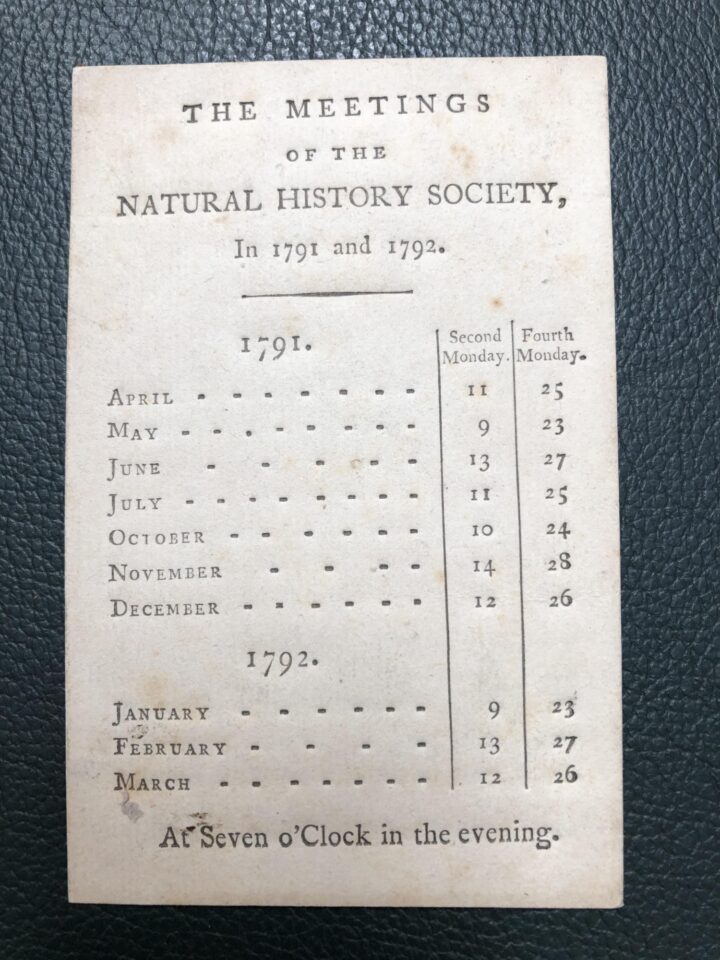 THE MEETINGS
OF THE
NATURAL HISTORY SOCIETY,
In 1791 and 1792.
1791. Second Monday. Fourth Monday.
APRIL - - - - - - - 11 25
MAY - - - - - - - - 9 23
JUNE - - - - - 13 27
JULY - - - - - - - - 11 25
OCTOBER - - - - - - 10 24
NOVEMBER - - - - 14 28
DECEMBER - - - - - - 12 26
1792.
JANUARY - - - - - - 9 23
FEBRUARY - - - - 13 27
MARCH - - - - - - - 12 26
At Seven o'Clock in the evening.